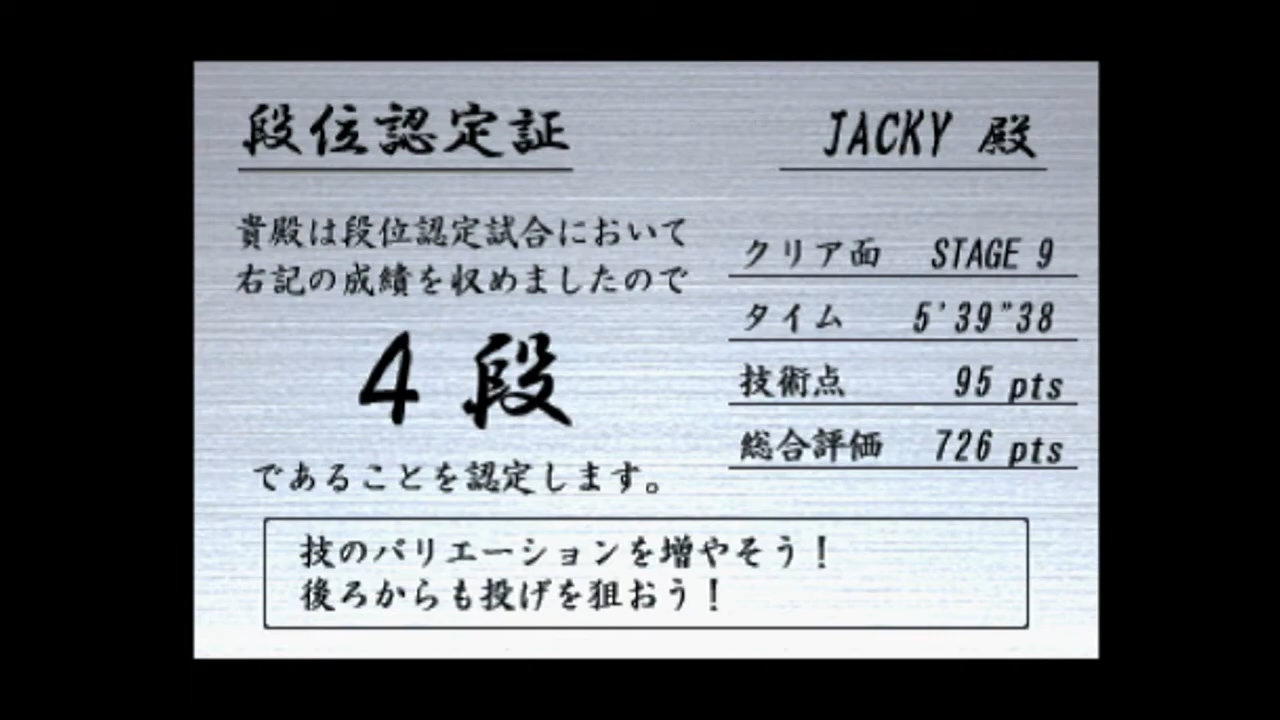 段位認定証
JACKY 殿
貴殿は段位認定試合において
右記の成績を収めましたので
4 段
であることを認定します。
クリア面 STAGE 9
タイム 5'39"38
技術点 95 pts
総合評価 726 pts
技のバリエーションを増やそう!
後ろからも投げを狙おう!